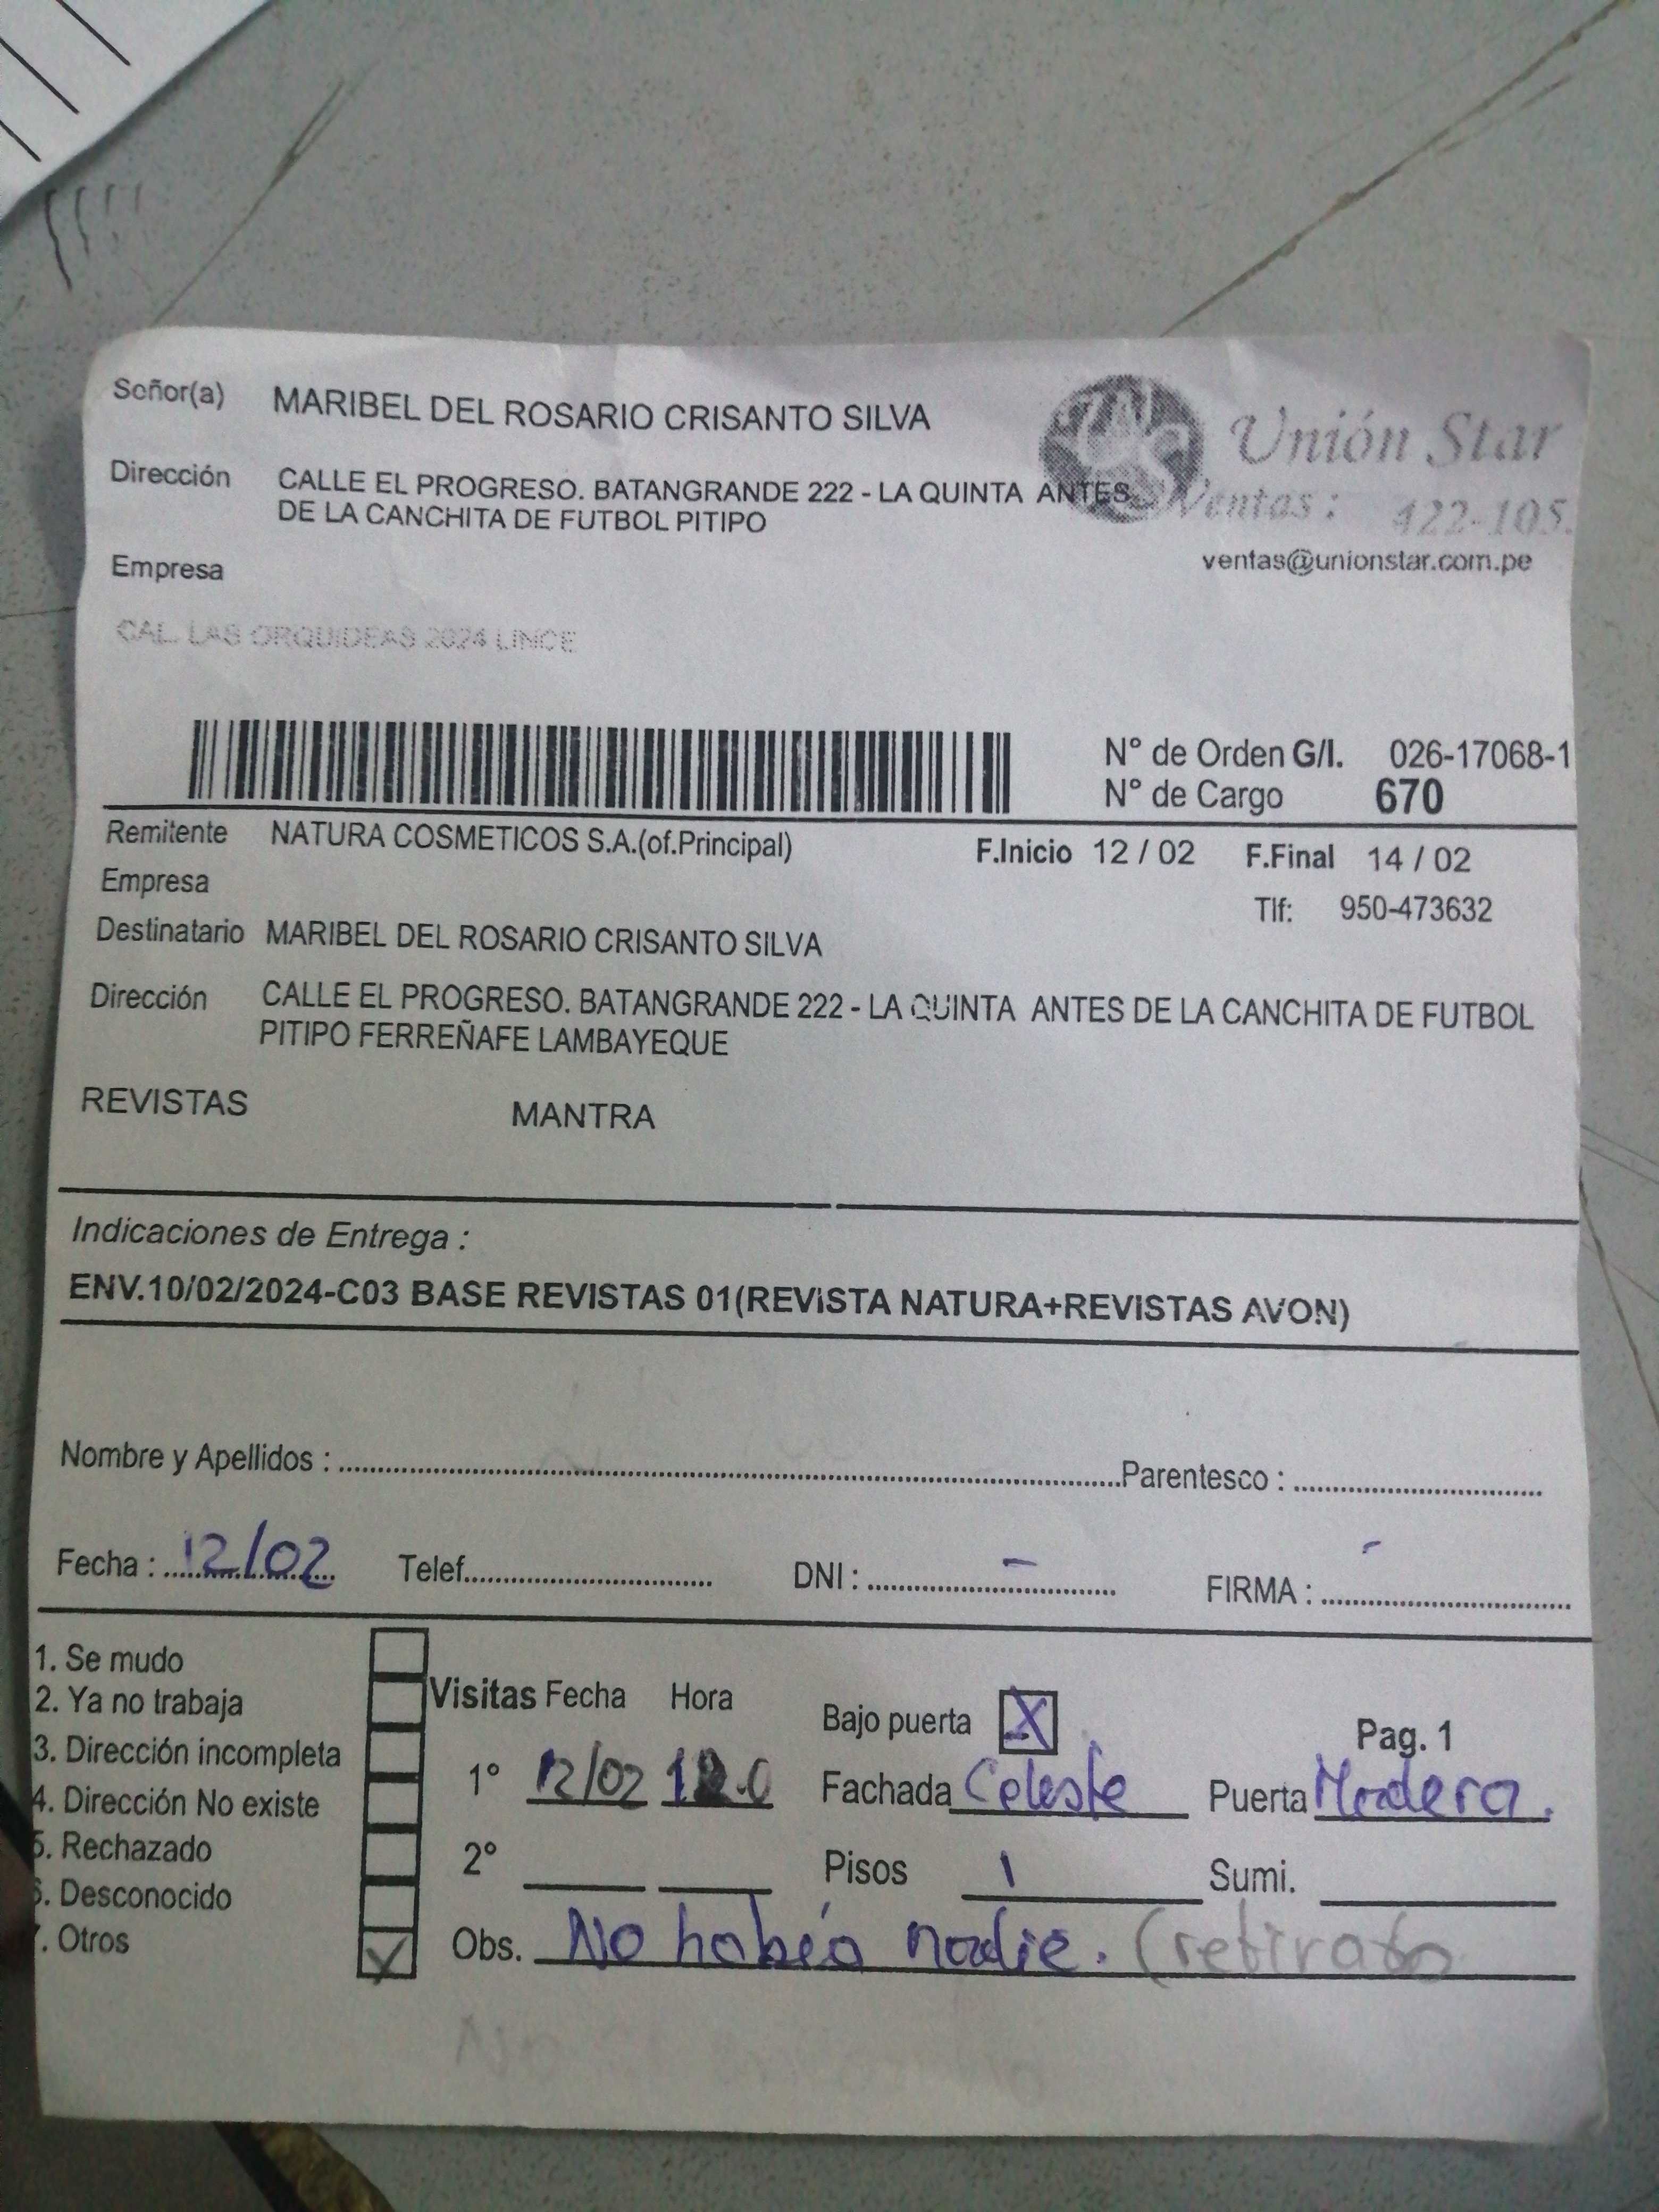 Señor(a) MARIBEL DEL ROSARIO CRISANTO SILVA
Unión Star
Dirección CALLE EL PROGRESO. BATANGRANDE 222 - LA QUINTA ANTES
DE LA CANCHITA DE FUTBOL PITIPO
Ventas : 422-105
ventas@unionstar.com.pe
Empresa
CAL. LAS ORQUIDEAS 2024 LINCE
N° de Orden G/I. 026-17068-1
N° de Cargo 670
Remitente NATURA COSMETICOS S.A.(of.Principal) F.Inicio 12 / 02 F.Final 14 / 02
Empresa
Tlf: 950-473632
Destinatario MARIBEL DEL ROSARIO CRISANTO SILVA
Dirección CALLE EL PROGRESO. BATANGRANDE 222 - LA QUINTA ANTES DE LA CANCHITA DE FUTBOL
PITIPO FERREÑAFE LAMBAYEQUE
REVISTAS MANTRA
Indicaciones de Entrega :
ENV.10/02/2024-C03 BASE REVISTAS 01(REVISTA NATURA+REVISTAS AVON)
Nombre y Apellidos : Parentesco :
Fecha : 12/02 Telef. DNI : - FIRMA : -
1. Se mudo
2. Ya no trabaja
3. Dirección incompleta
4. Dirección No existe
5. Rechazado
6. Desconocido
7. Otros
Visitas Fecha Hora
1° 12/02
2°
Bajo puerta X
Pag. 1
Fachada Celeste Puerta Madera.
Pisos 1 Sumi.
Obs. No había nadie. (retirado